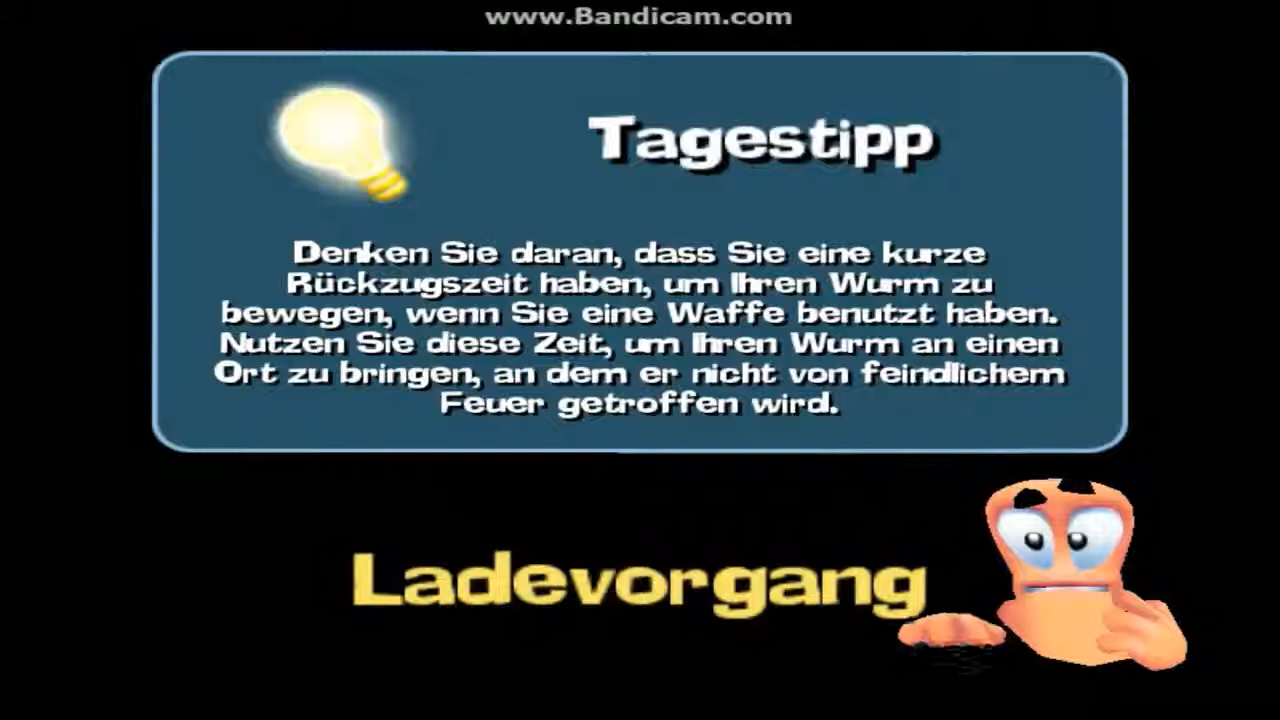 www.Bandicam.com
Tagestipp
Denken Sie daran, dass Sie eine kurze
Rückzugszeit haben, um Ihren Wurm zu
bewegen, wenn Sie eine Waffe benutzt haben.
Nutzen Sie diese Zeit, um Ihren Wurm an einen
Ort zu bringen, an dem er nicht von feindlichem
Feuer getroffen wird.
Ladevorgang